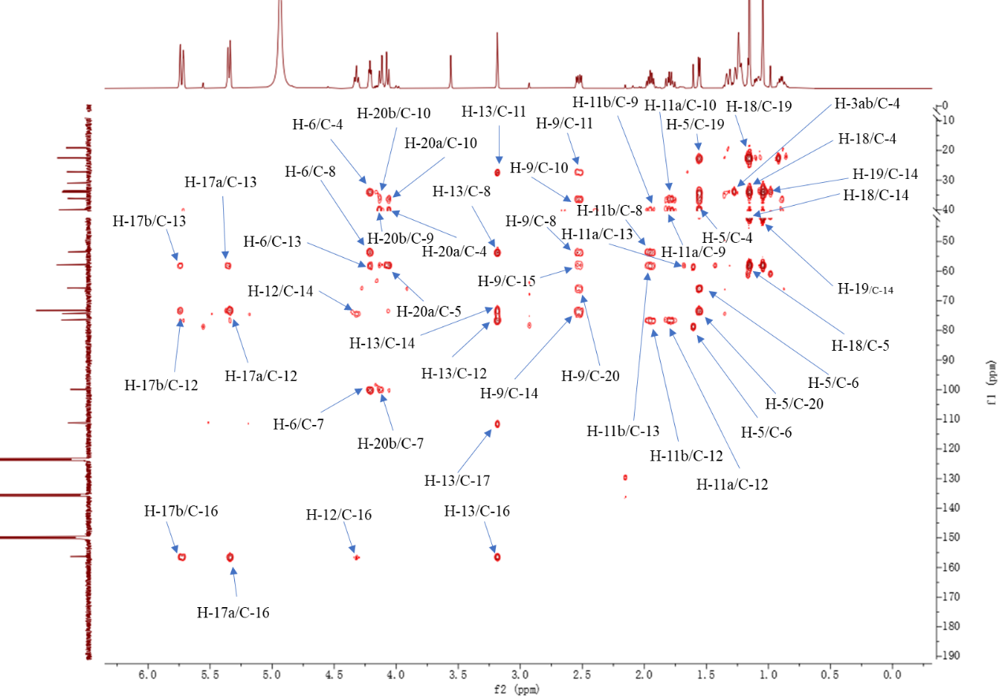 H-11b/C-9
H-11a/C-10
H-18/C-19
H-3ab/C-4
H-20b/C-10
H-13/C-11
H-6/C-4
H-9/C-11
H-5/C-19
H-18/C-4
H-20a/C-10
H-6/C-8
H-9/C-10
H-19/C-14
H-17a/C-13
H-13/C-8
H-18/C-14
H-17b/C-13
H-9/C-8
H-11b/C-8
H-6/C-13
H-20b/C-9
H-11a/C-13
H-5/C-4
H-20a/C-4
H-11a/C-9
H-9/C-15
H-19/C-14
H-12/C-14
H-20a/C-5
H-13/C-14
H-18/C-5
H-17b/C-12
H-17a/C-12
H-13/C-12
H-9/C-20
H-5/C-6
H-9/C-14
H-5/C-20
H-6/C-7
H-11b/C-13
H-5/C-6
H-20b/C-7
H-11b/C-12
H-13/C-17
H-11a/C-12
H-17b/C-16
H-12/C-16
H-13/C-16
H-17a/C-16
0
10
20
30
40
50
60
70
80
90
100
110
120
130
140
150
160
170
180
190
f1 (ppm)
6.0 5.5 5.0 4.5 4.0 3.5 3.0 2.5 2.0 1.5 1.0 0.5 0.0
f2 (ppm)